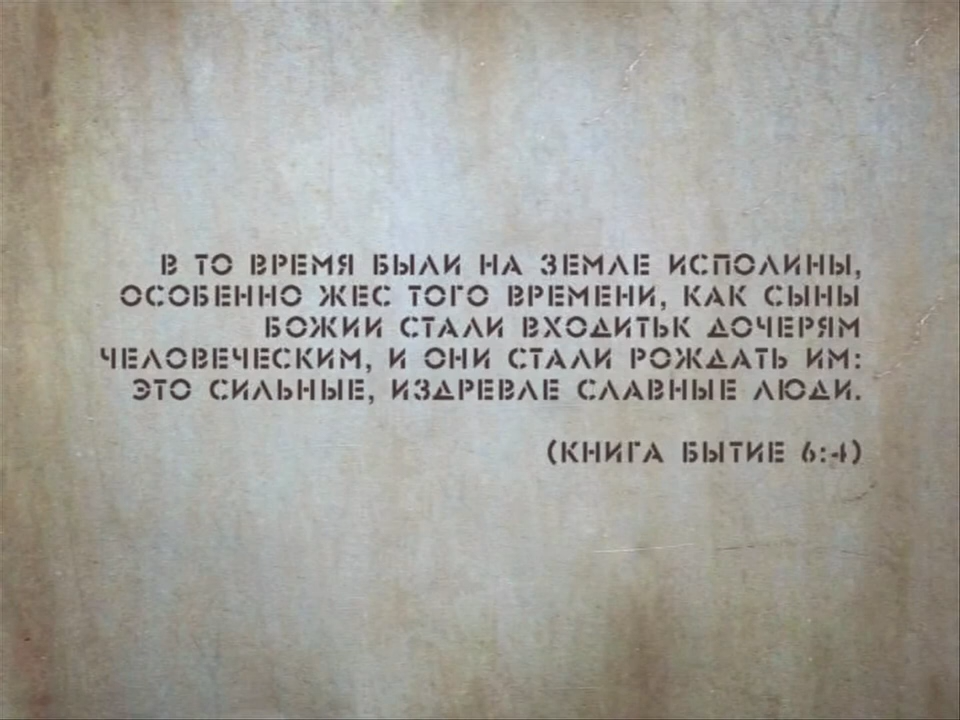 В ТО ВРЕМЯ БЫЛИ НА ЗЕМЛЕ ИСПОЛИНЫ,
ОСОБЕННО ЖЕС ТОГО ВРЕМЕНИ, КАК СЫНЫ
БОЖИИ СТАЛИ ВХОДИТЬК ДОЧЕРЯМ
ЧЕЛОВЕЧЕСКИМ, И ОНИ СТАЛИ РОЖДАТЬ ИМ:
ЭТО СИЛЬНЫЕ, ИЗДРЕВЛЕ СЛАВНЫЕ ЛЮДИ.
(КНИГА БЫТИЕ 6:4)